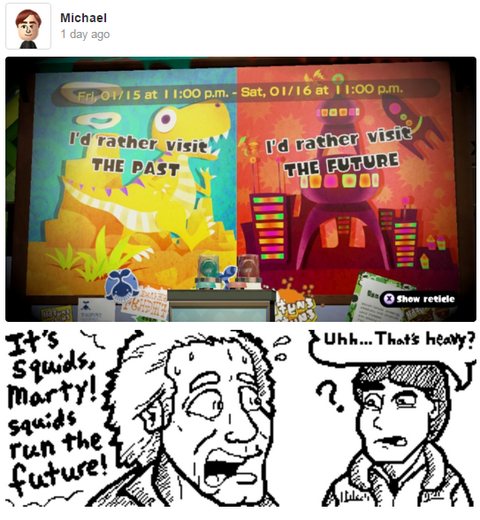 Michael
1 day ago
Fri, 01/15 at 11:00 p.m. - Sat, 01/16 at 11:00 p.m.
I'd rather visit
THE PAST
I'd rather visit
THE FUTURE
Show reticle
It's
Squids,
Marty!
squids
run the
future!
Uhh... That's heavy?
?